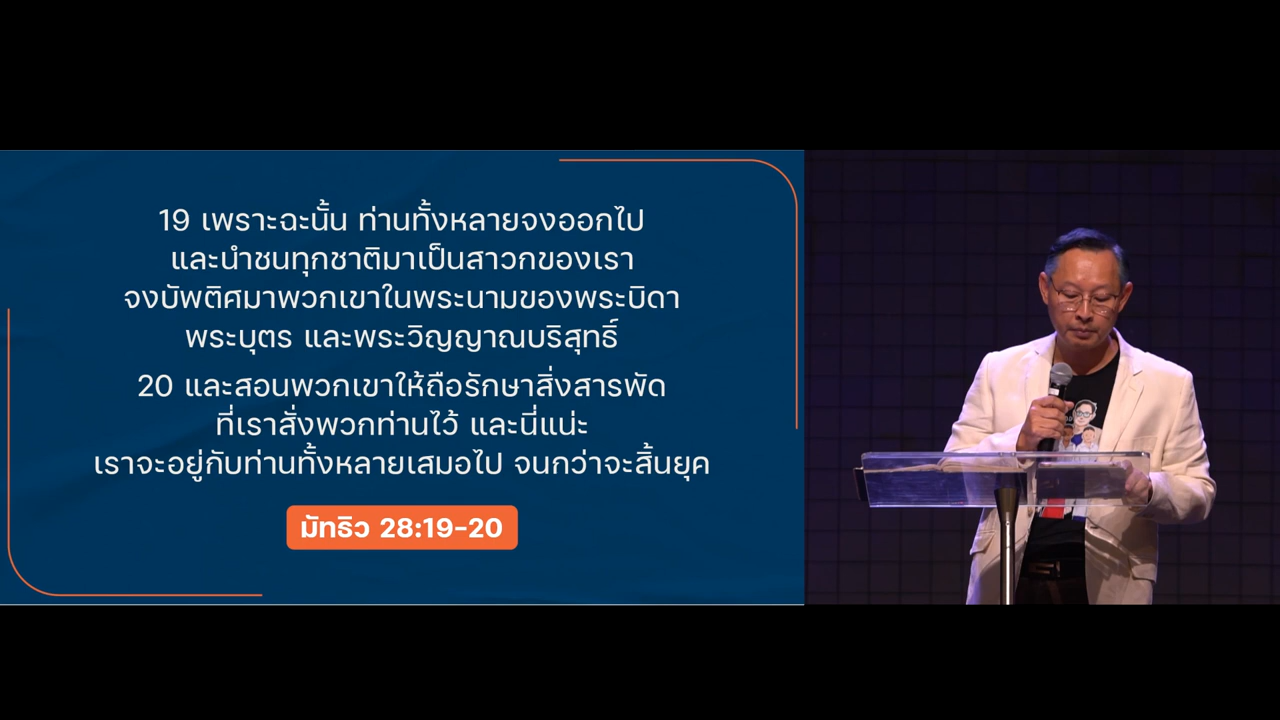 19 เพราะฉะนั้น ท่านทั้งหลายจงออกไป
และนำชนทุกชาติมาเป็นสาวกของเรา
จงบัพติศมาพวกเขาในพระนามของพระบิดา
พระบุตร และพระวิญญาณบริสุทธิ์
20 และสอนพวกเขาให้ถือรักษาสิ่งสารพัด
ที่เราสั่งพวกท่านไว้ และนี่แน่ะ
เราจะอยู่กับท่านทั้งหลายเสมอไป จนกว่าจะสิ้นยุค
มัทธิว 28:19-20